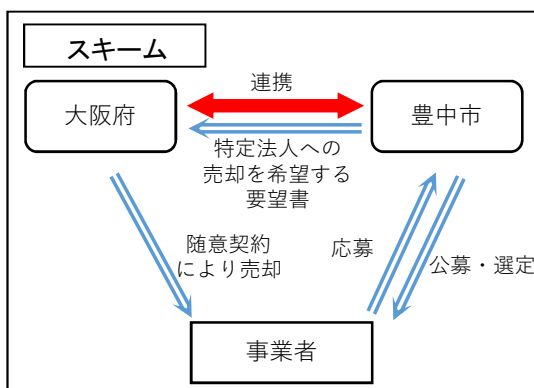 スキーム
連携
大阪府
豊中市
特定法人への
売却を希望する
要望書
随意契約
により売却
応募
公募・選定
事業者